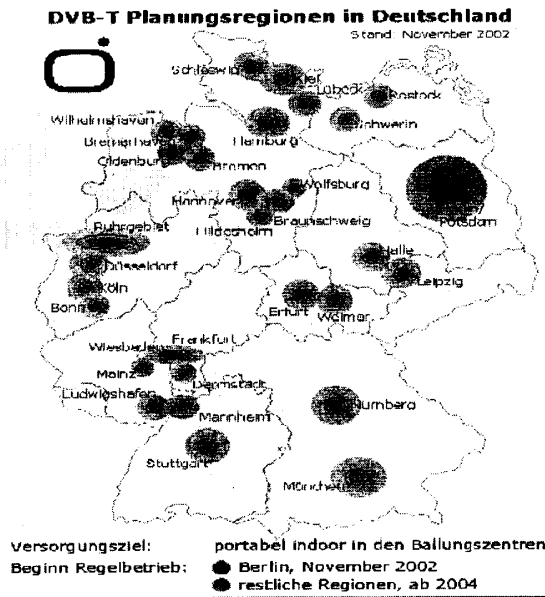 DVB-T Planungsregionen in Deutschland
Stand: November 2002
Schleswig
Kiel
Lübeck
Rostock
Wilhelmshaven
Schwerin
Bremerhaven
Hamburg
Oldenburg
Bremen
Wolfsburg
Hannover
Braunschweig
Potsdam
Ruhrgebiet
Hildesheim
Halle
Düsseldorf
Leipzig
Köln
Bonn
Erfurt
Weimar
Frankfurt
Wiesbaden
Mainz
Darmstadt
Ludwigshafen
Mannheim
Nürnberg
Stuttgart
München
Versorgungsziel: portabel indoor in den Ballungszentren
Beginn Regelbetrieb: Berlin, November 2002
restliche Regionen, ab 2004